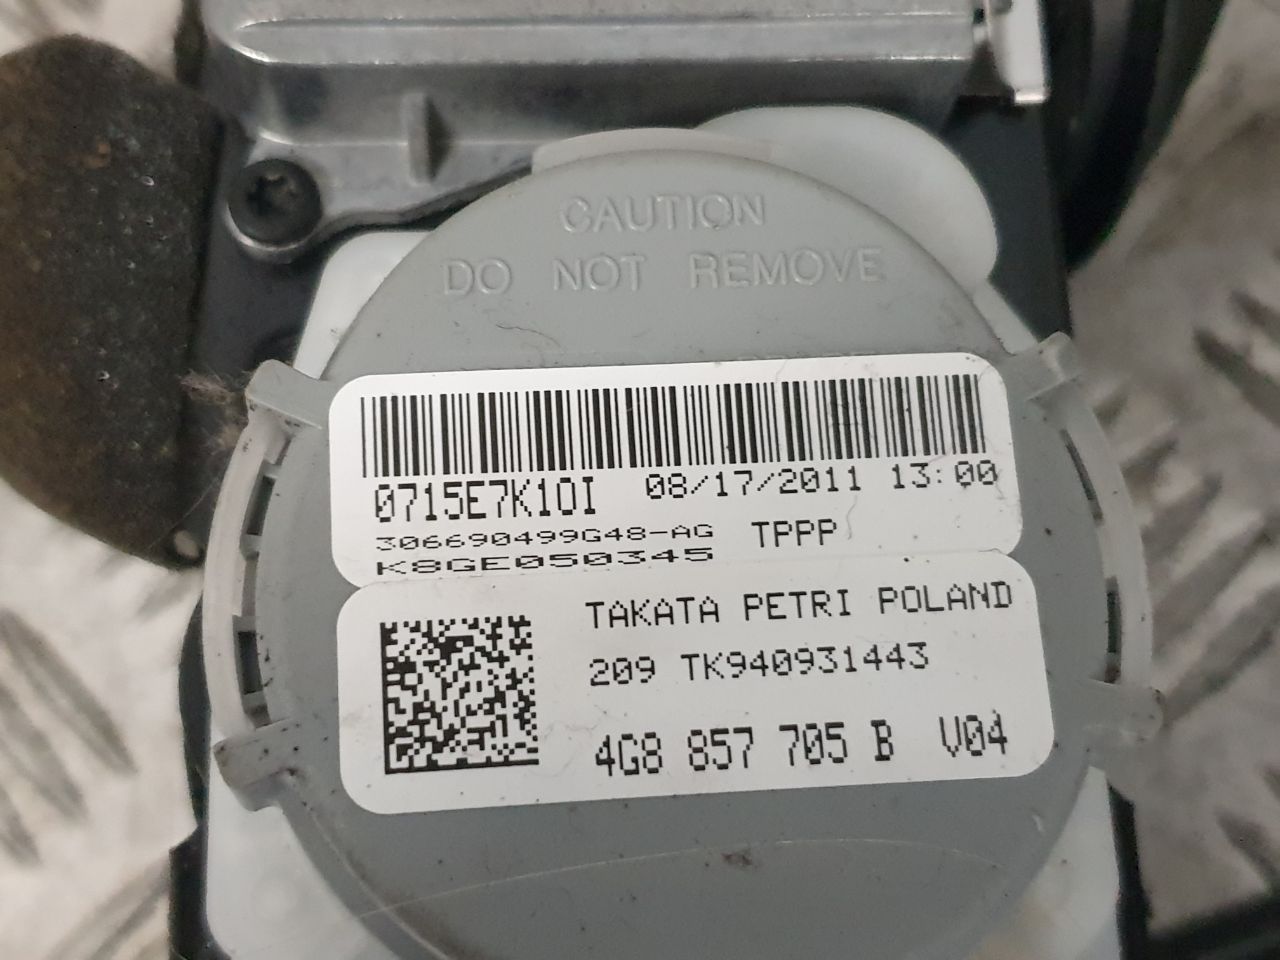 CAUTION
DO NOT REMOVE
0715E7K10I 08/17/2011 13:00
306690499G48-AG TPPP
K8GE050345
TAKATA PETRI POLAND
209 TK940931443
4G8 857 705 B V04